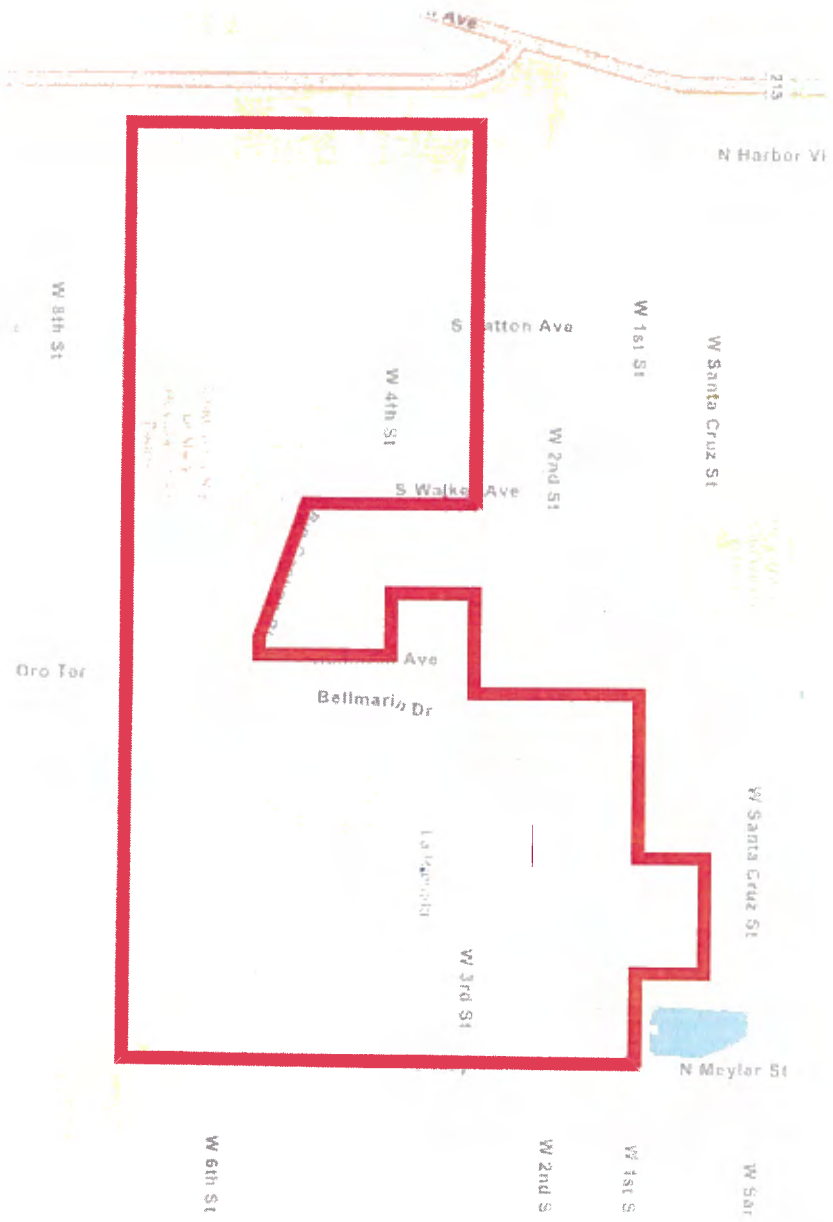 Ave
213
N Harbor Vi
W 8th St
S atton Ave
W 1st St
W Santa Cruz St
W 4th St
W 2nd St
S Walke Ave
Oro Ter
Ave
Bellmarin Dr
W Santa Cruz St
W 3rd St
N Meyler St
W 6th St
W 2nd S
W 1st S
W San